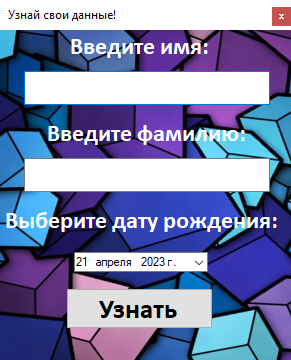 Узнай свои данные!
Введите имя:
Введите фамилию:
Выберите дату рождения:
21 апреля 2023 г.
Узнать